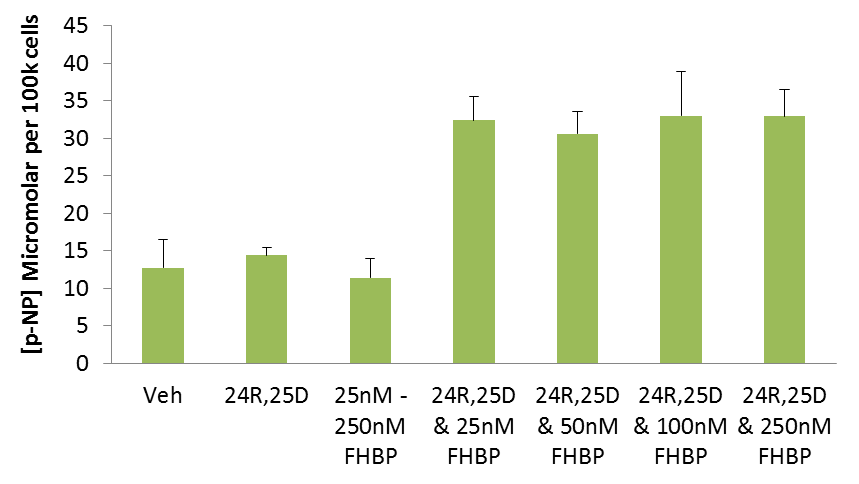 [p-NP] Micromolar per 100k cells
45
40
35
30
25
20
15
10
5
0
Veh
24R,25D
25nM -
250nM
FHBP
24R,25D
& 25nM
FHBP
24R,25D
& 50nM
FHBP
24R,25D
& 100nM
FHBP
24R,25D
& 250nM
FHBP